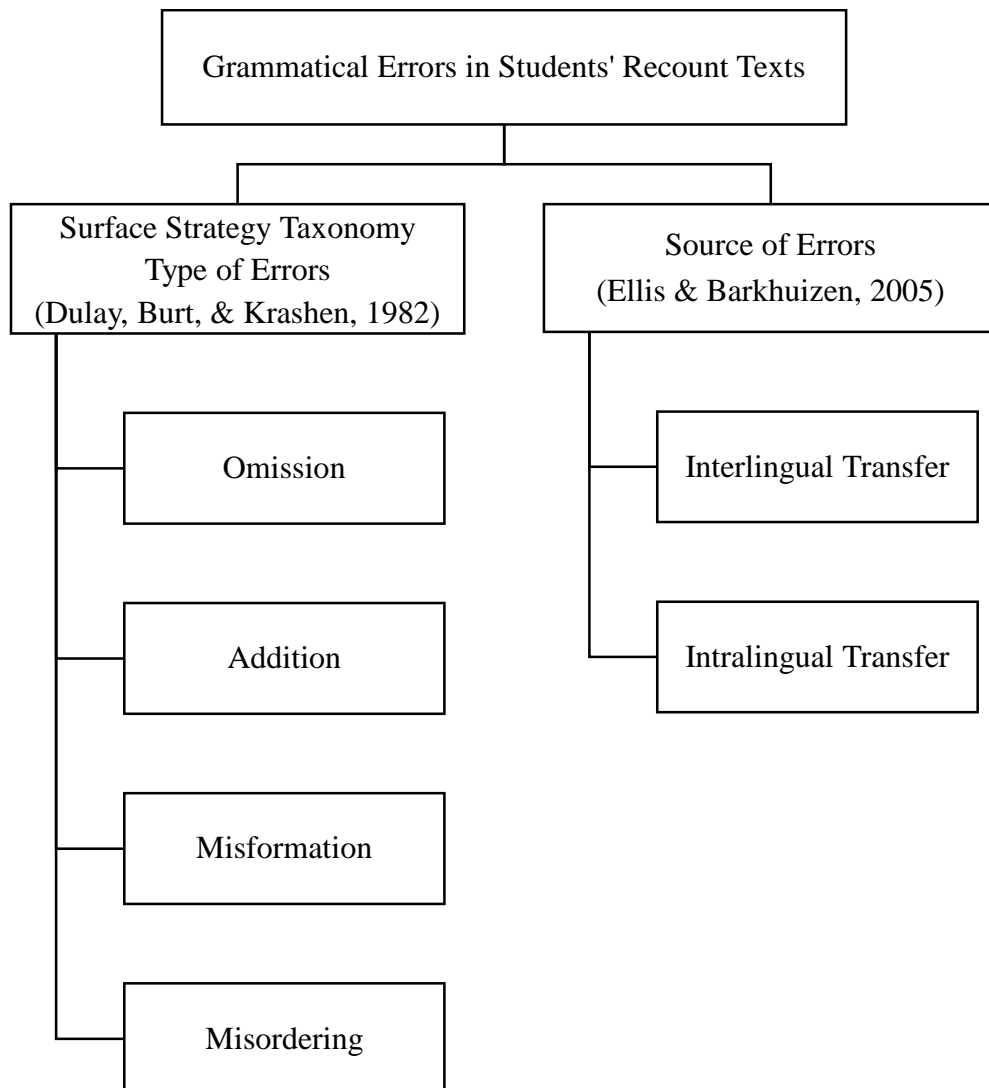 Grammatical Errors in Students' Recount Texts
Surface Strategy Taxonomy
Type of Errors
(Dulay, Burt, & Krashen, 1982)
Omission
Addition
Misformation
Misordering
Source of Errors
(Ellis & Barkhuizen, 2005)
Interlingual Transfer
Intralingual Transfer